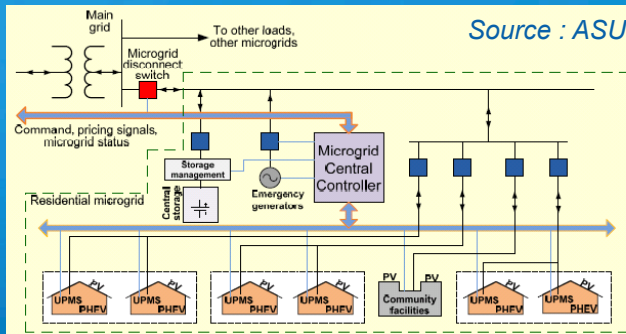 Main
grid
To other loads,
other microgrids
Source : ASU
Microgrid
disconnect
switch
Command, pricing signals,
microgrid status
Microgrid
Central
Controller
Storage
management
Central
storage
Emergency
generators
Residential microgrid
PV
UPMS
PHEV
PV
UPMS
PHEV
PV
UPMS
PHEV
PV
UPMS
PHEV
PV PV
Community
facilities
PV
UPMS
PHEV
PV
UPMS
PHEV